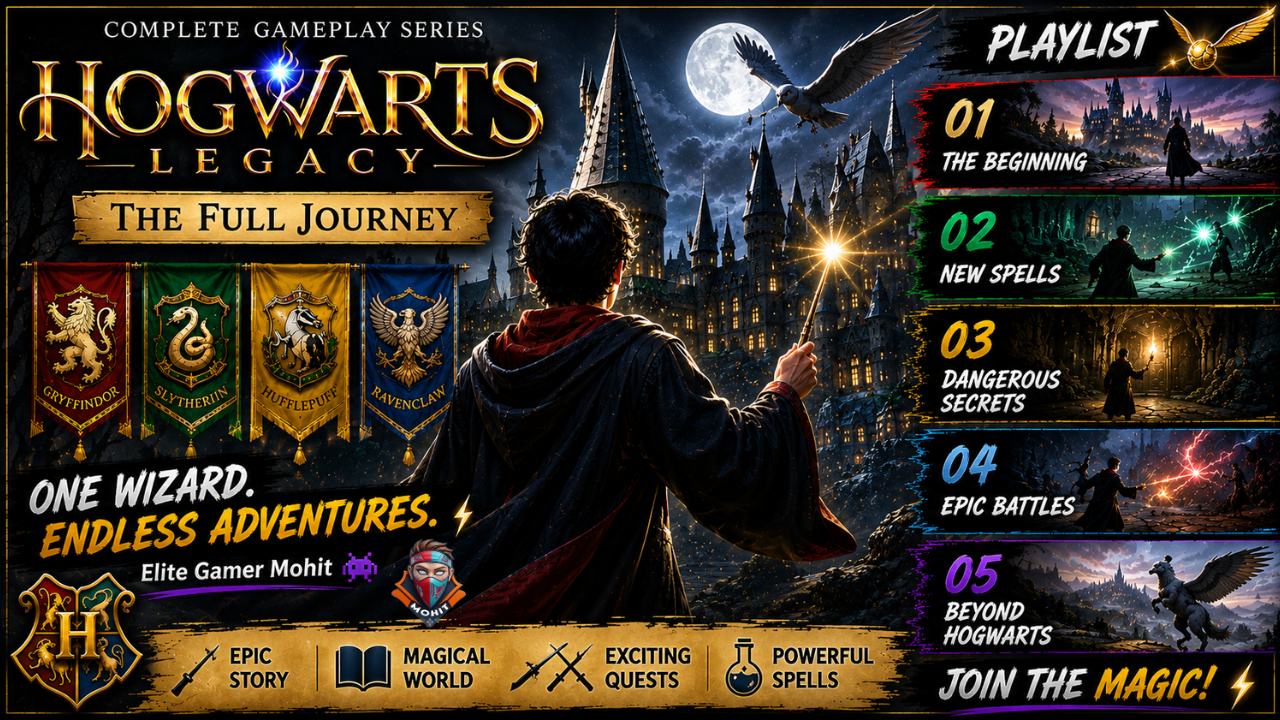 COMPLETE GAMEPLAY SERIES
HOGWARTS
LEGACY
THE FULL JOURNEY
GRYFFINDOR
SLYTHERIIN
HUFFLEPUFF
RAVENCLAW
ONE WIZARD.
ENDLESS ADVENTURES.
Elite Gamer Mohit
MOHIT
H
EPIC
STORY
MAGICAL
WORLD
EXCITING
QUESTS
POWERFUL
SPELLS
PLAYLIST
01
THE BEGINNING
02
NEW SPELLS
03
DANGEROUS
SECRETS
04
EPIC BATTLES
05
BEYOND
HOGWARTS
JOIN THE MAGIC!